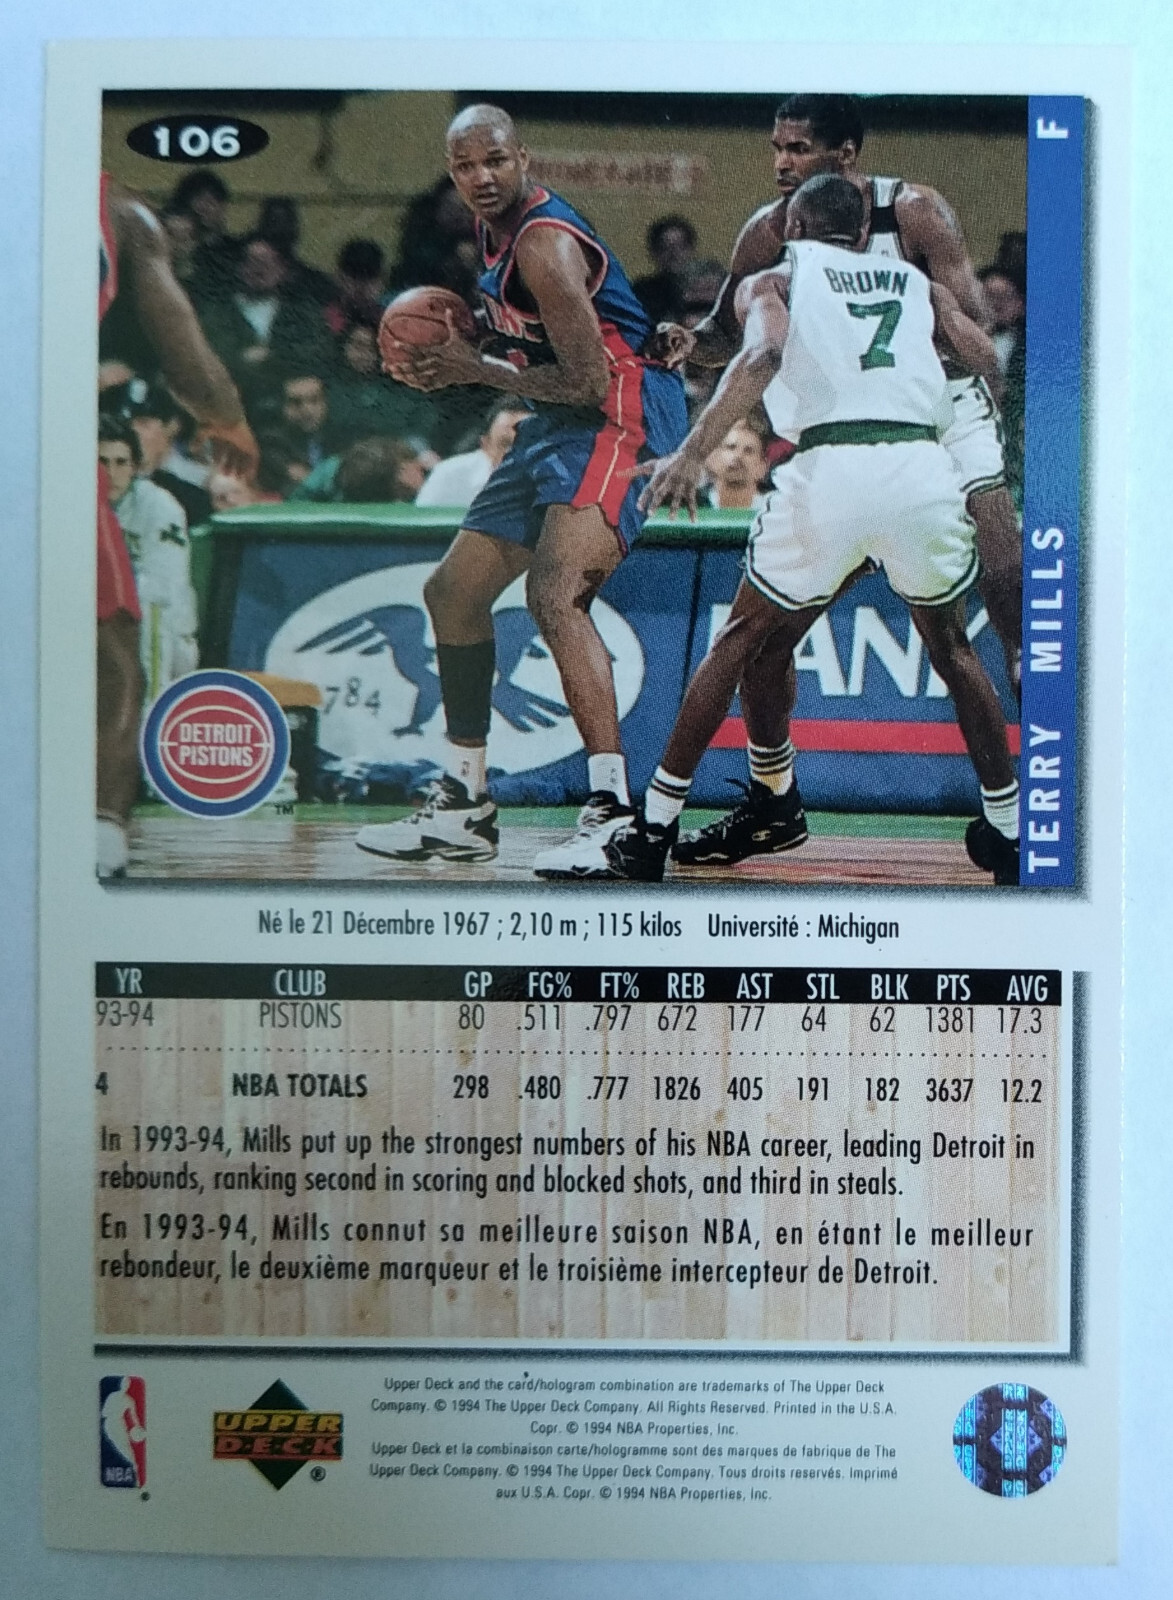 106
F
TERRY MILLS
BROWN
7
784
BANK
DETROIT
PISTONS
TM
Né le 21 Décembre 1967 ; 2,10 m ; 115 kilos Université : Michigan
YR CLUB GP FG% FT% REB AST STL BLK PTS AVG
93-94 PISTONS 80 .511 .797 672 177 64 62 1381 17.3
4 NBA TOTALS 298 .480 .777 1826 405 191 182 3637 12.2
In 1993-94, Mills put up the strongest numbers of his NBA career, leading Detroit in
rebounds, ranking second in scoring and blocked shots, and third in steals.
En 1993-94, Mills connut sa meilleure saison NBA, en étant le meilleur
rebondeur, le deuxième marqueur et le troisième intercepteur de Detroit.
NBA ®
UPPER
DECK ®
Upper Deck and the card/hologram combination are trademarks of The Upper Deck
Company. © 1994 The Upper Deck Company. All Rights Reserved. Printed in the U.S.A.
Copr. © 1994 NBA Properties, Inc.
Upper Deck et la combinaison carte/hologramme sont des marques de fabrique de The
Upper Deck Company. © 1994 The Upper Deck Company. Tous droits reservés. Imprimé
aux U.S.A. Copr. © 1994 NBA Properties, Inc.
UPPER
DECK